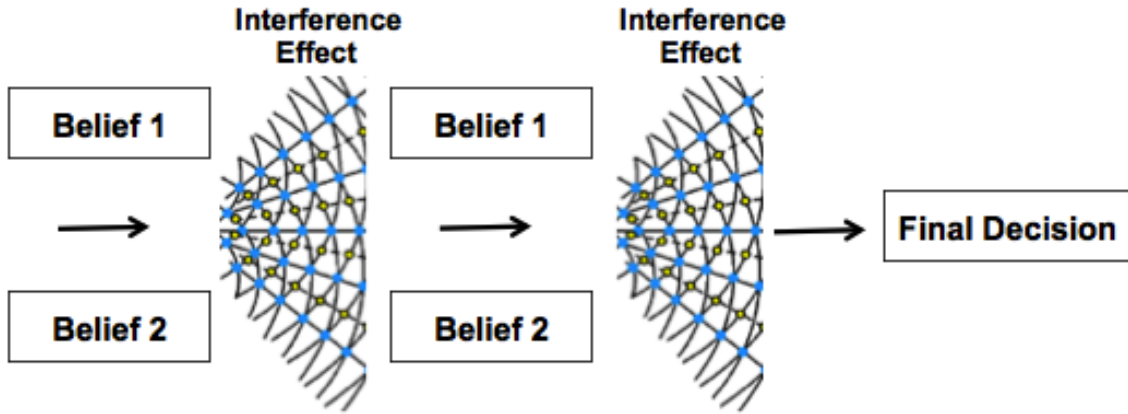 Interference
Effect
Interference
Effect
Belief 1
Belief 1
Final Decision
Belief 2
Belief 2